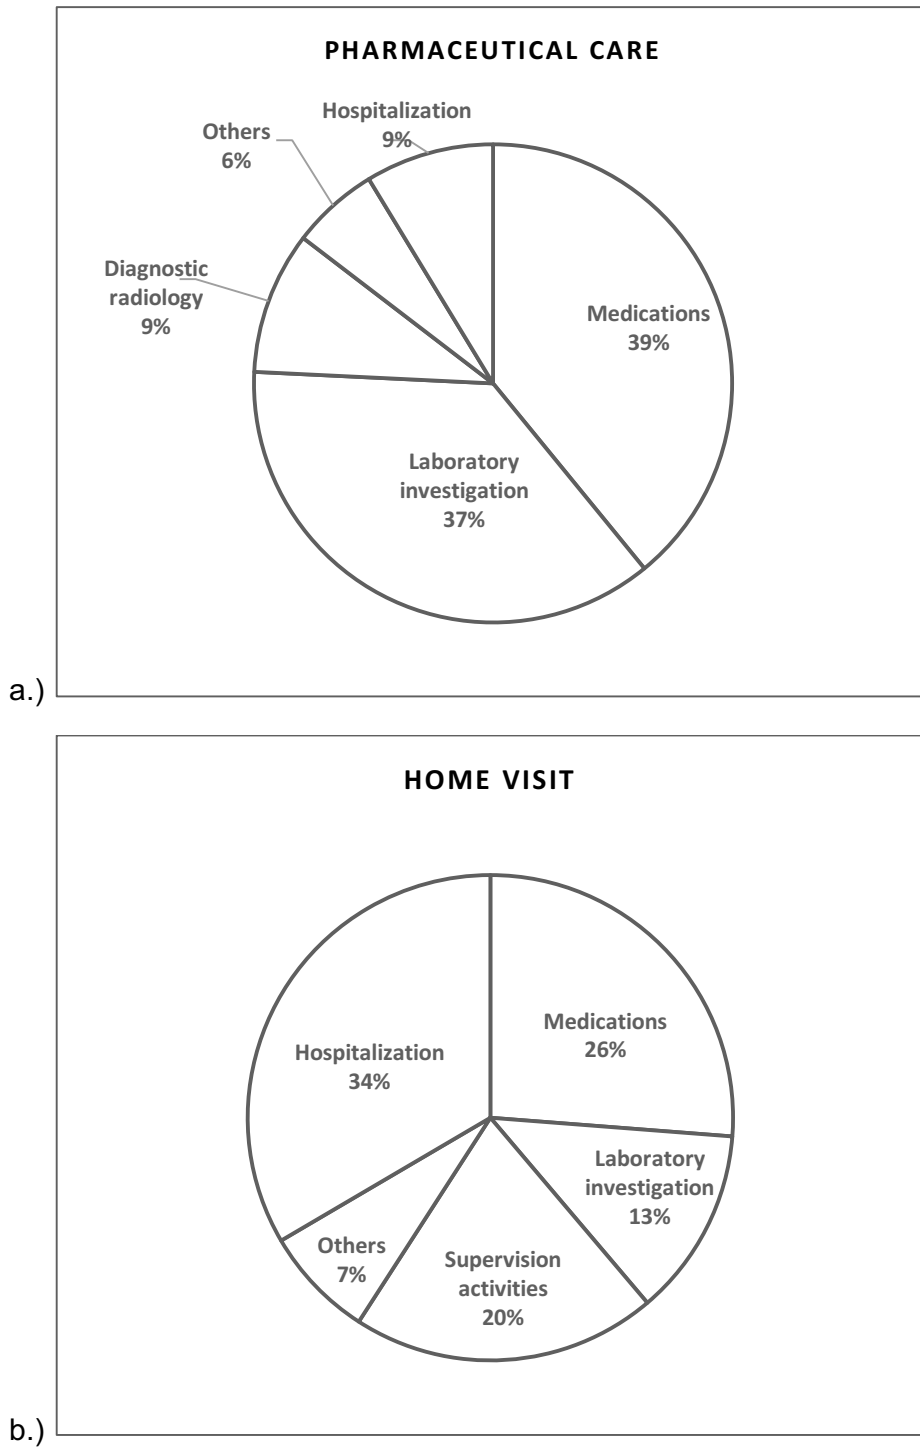 PHARMACEUTICAL CARE
Hospitalization
9%
Others
6%
Diagnostic
radiology
9%
Medications
39%
Laboratory
investigation
37%
a.)
HOME VISIT
Medications
26%
Hospitalization
34%
Laboratory
investigation
13%
Others
7%
Supervision
activities
20%
b.)